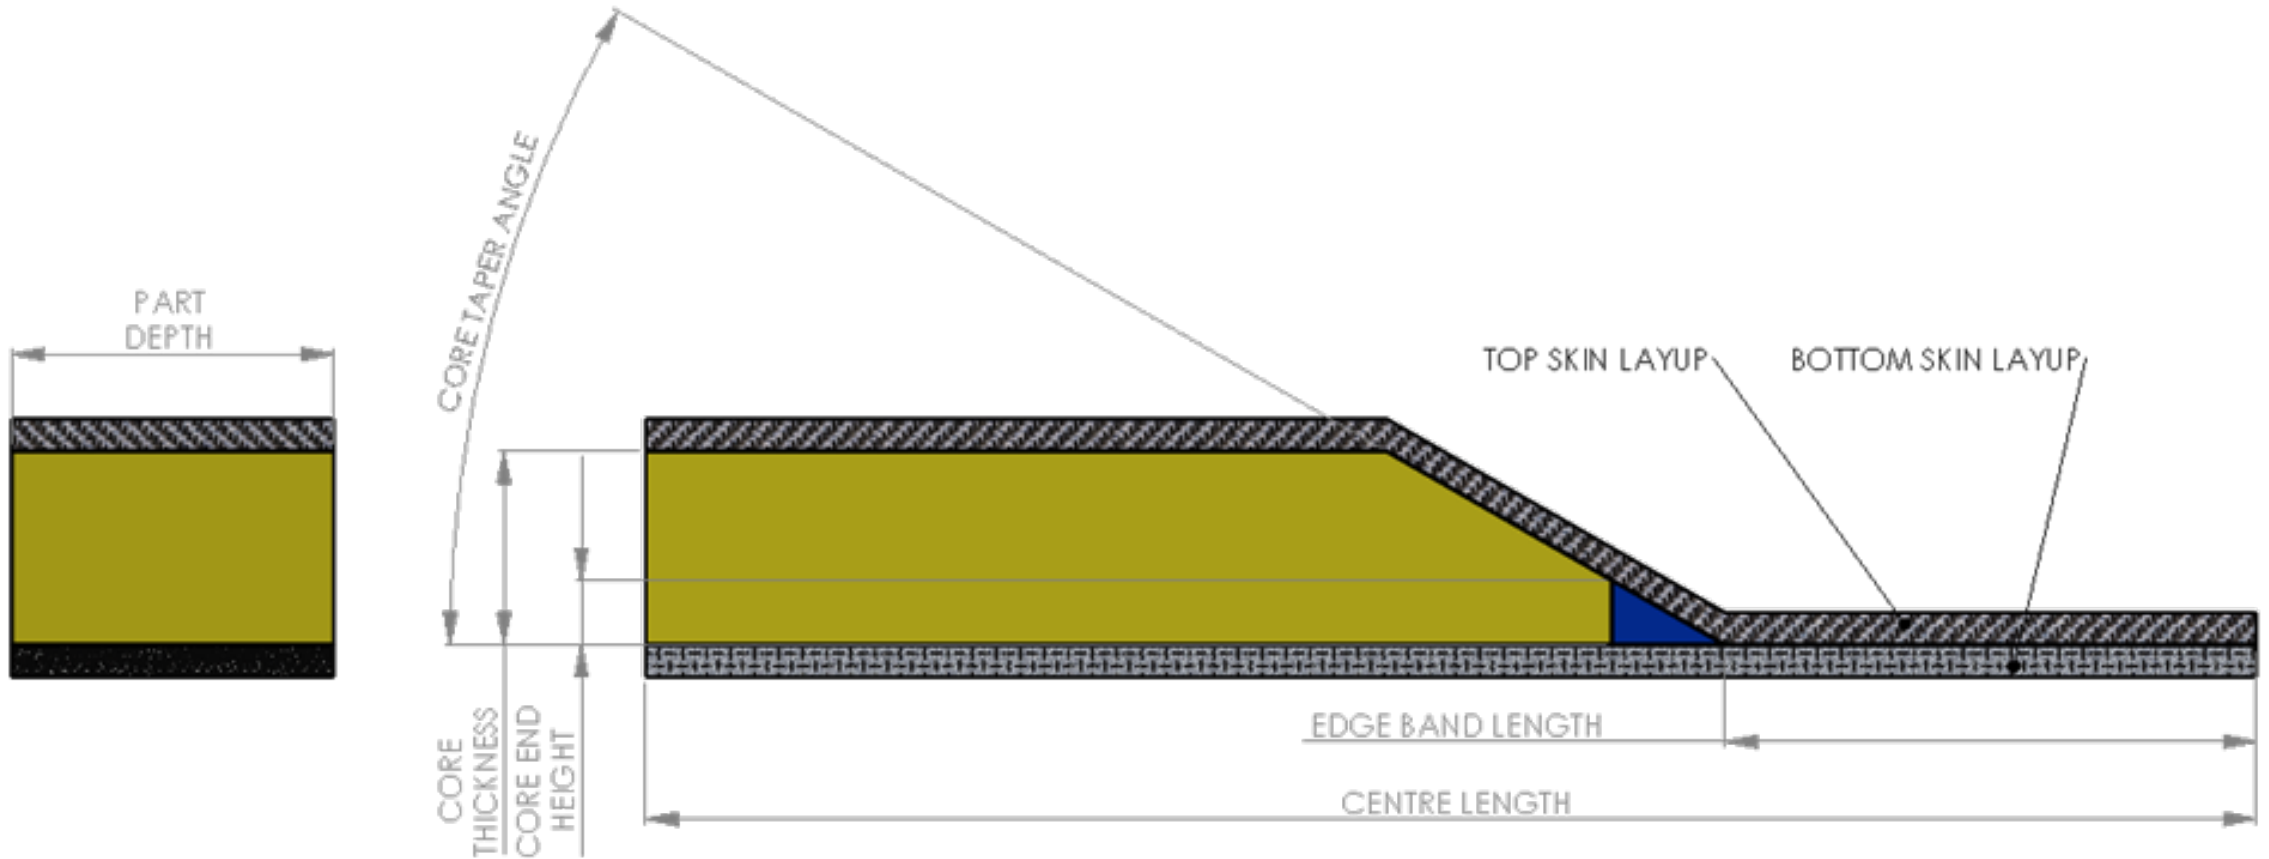 PART
DEPTH
CORE TAPER ANGLE
TOP SKIN LAYUP
BOTTOM SKIN LAYUP
CORE
THICKNESS
CORE END
HEIGHT
EDGE BAND LENGTH
CENTRE LENGTH